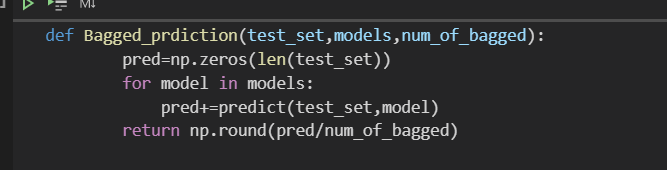 M↓
def Bagged_prdiction(test_set,models,num_of_bagged):
pred=np.zeros(len(test_set))
for model in models:
pred+=predict(test_set,model)
return np.round(pred/num_of_bagged)